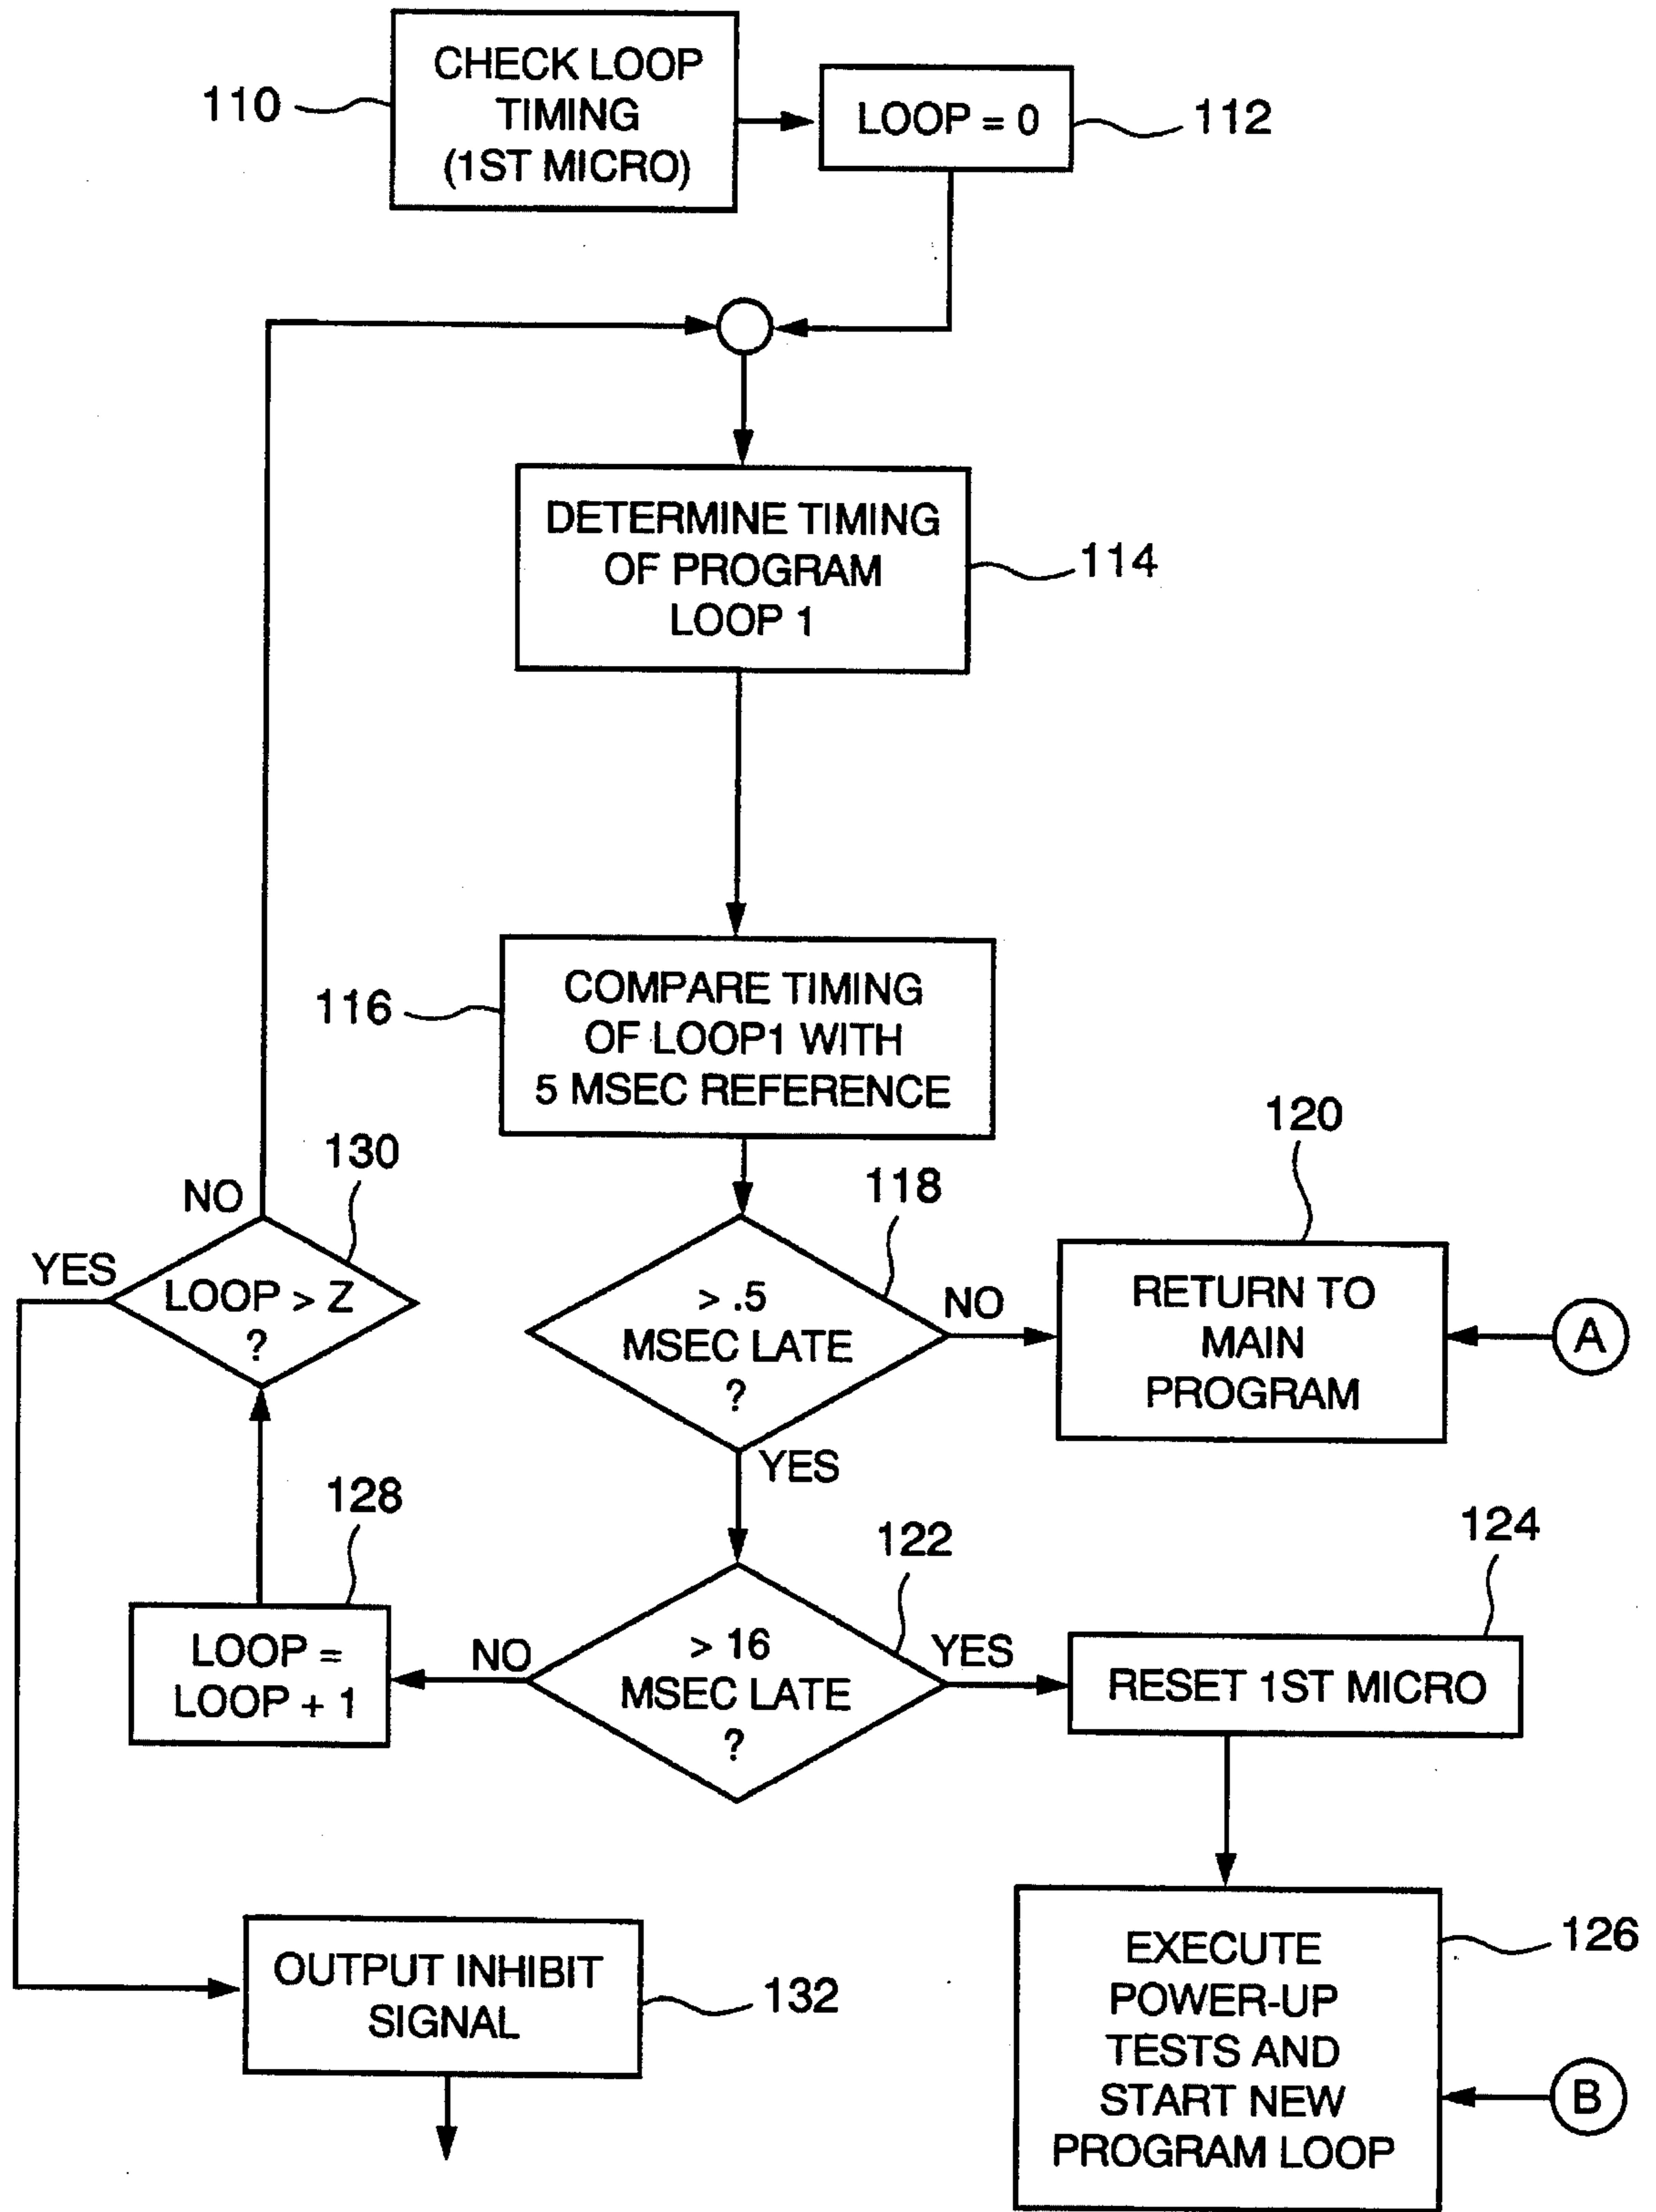 CHECK LOOP
TIMING
(1ST MICRO)
110
LOOP = 0
112
DETERMINE TIMING
OF PROGRAM
LOOP 1
114
COMPARE TIMING
OF LOOP1 WITH
5 MSEC REFERENCE
116
130
NO
YES
LOOP > Z
?
118
> .5
MSEC LATE
?
NO
YES
120
RETURN TO
MAIN
PROGRAM
A
128
LOOP =
LOOP + 1
NO
122
> 16
MSEC LATE
?
YES
124
RESET 1ST MICRO
OUTPUT INHIBIT
SIGNAL
132
EXECUTE
POWER-UP
TESTS AND
START NEW
PROGRAM LOOP
126
B